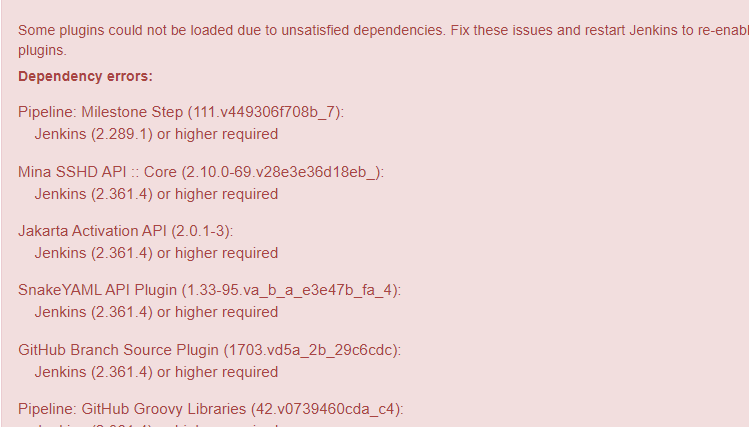 Some plugins could not be loaded due to unsatisfied dependencies. Fix these issues and restart Jenkins to
plugins.
Dependency errors:
Pipeline: Milestone Step (111.v449306f708b_7):
Jenkins (2.289.1) or higher required
Mina SSHD API :: Core (2.10.0-69.v28e3e36d18eb_):
Jenkins (2.361.4) or higher required
Jakarta Activation API (2.0.1-3):
Jenkins (2.361.4) or higher required
SnakeYAML API Plugin (1.33-95.va_b_a_e3e47b_fa_4):
Jenkins (2.361.4) or higher required
GitHub Branch Source Plugin (1703.vd5a_2b_29c6cdc):
Jenkins (2.361.4) or higher required
Pipeline: GitHub Groovy Libraries (42.v0739460cda_c4):